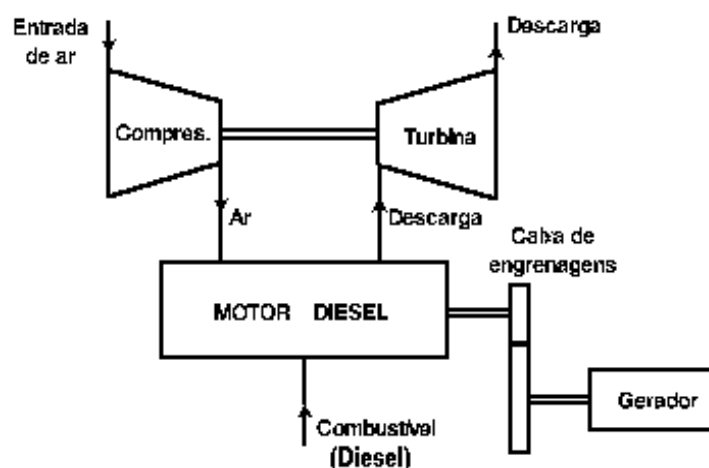 Entrada
de ar
Descarga
Compres.
Turbina
Ar
Descarga
Caixa de
engrenagens
MOTOR DIESEL
Gerador
Combustível
(Diesel)